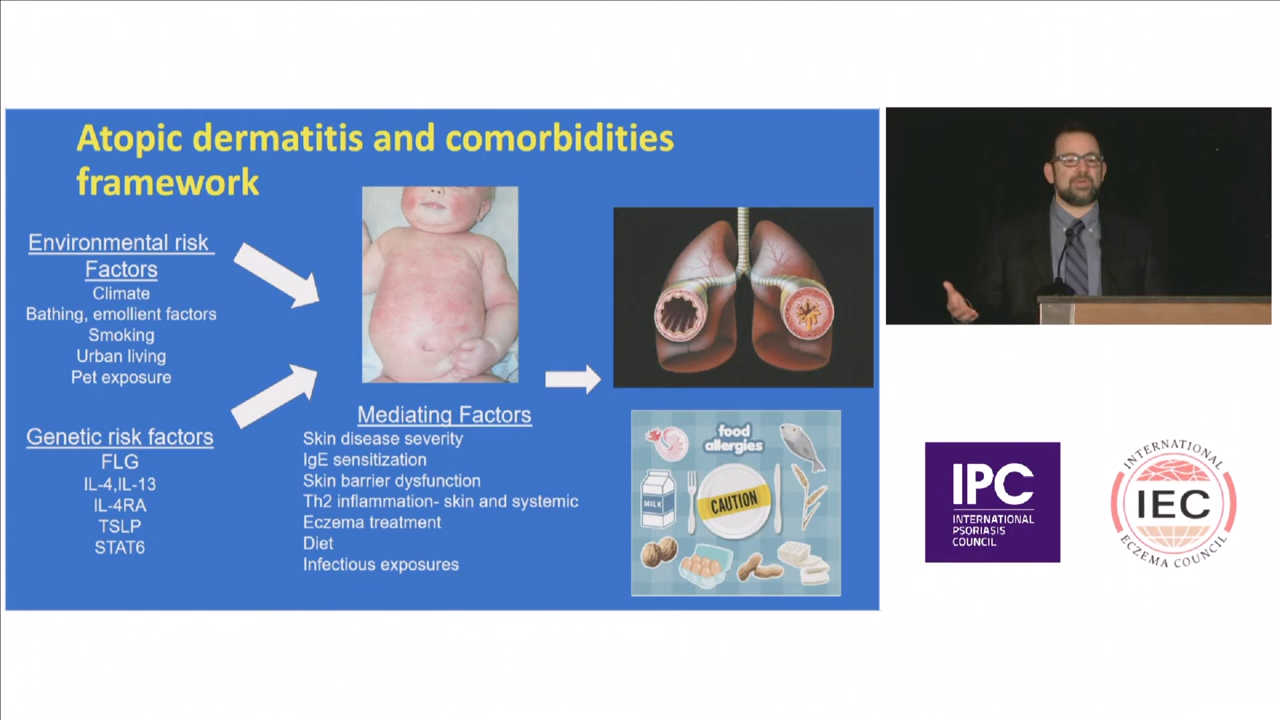 Atopic dermatitis and comorbidities
framework
Environmental risk
Factors
Climate
Bathing, emollient factors
Smoking
Urban living
Pet exposure
Genetic risk factors
FLG
IL-4,IL-13
IL-4RA
TSLP
STAT6
Mediating Factors
Skin disease severity
IgE sensitization
Skin barrier dysfunction
Th2 inflammation- skin and systemic
Eczema treatment
Diet
Infectious exposures
food
allergies
MILK
CAUTION
IPC
INTERNATIONAL
PSORIASIS
COUNCIL
INTERNATIONAL
IEC
ECZEMA COUNCIL